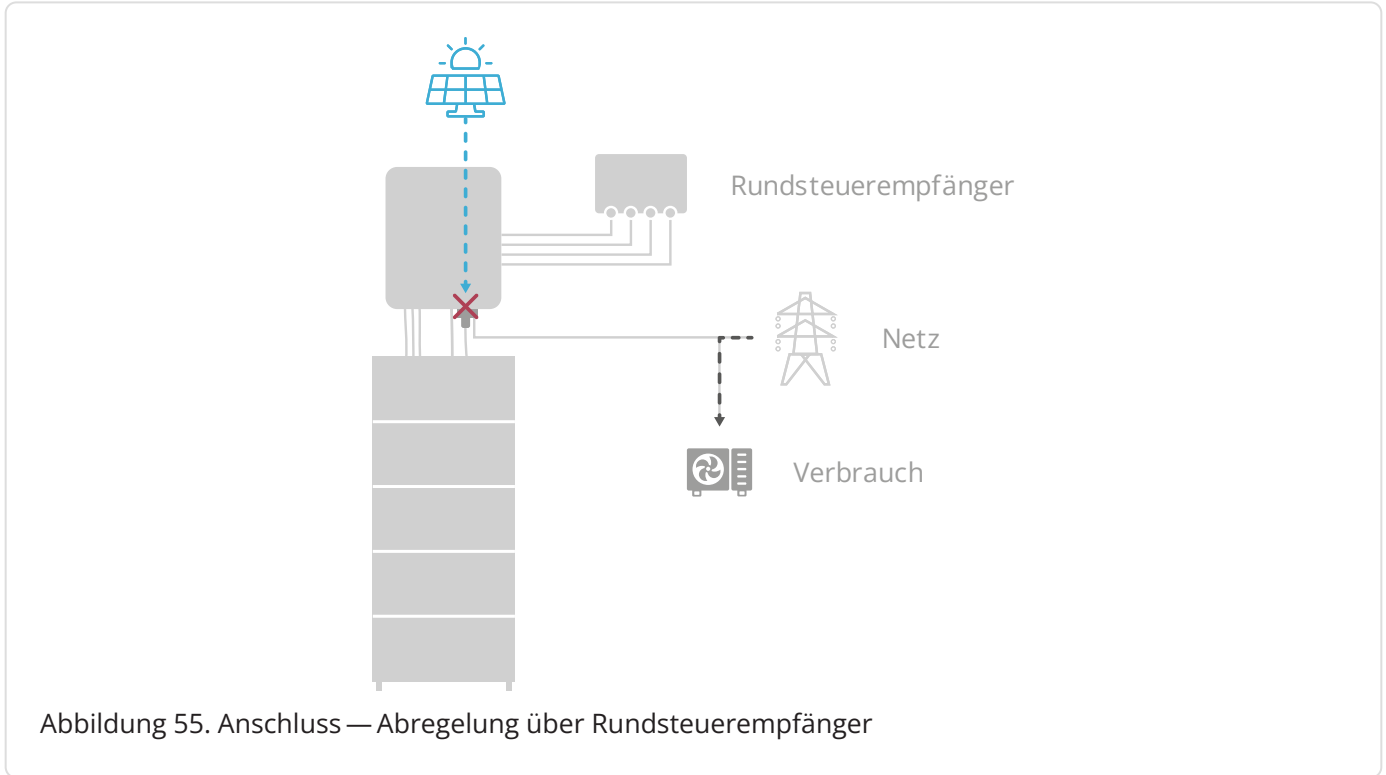 Rundsteuerempfänger
Netz
Verbrauch
Abbildung 55. Anschluss — Abregelung über Rundsteuerempfänger